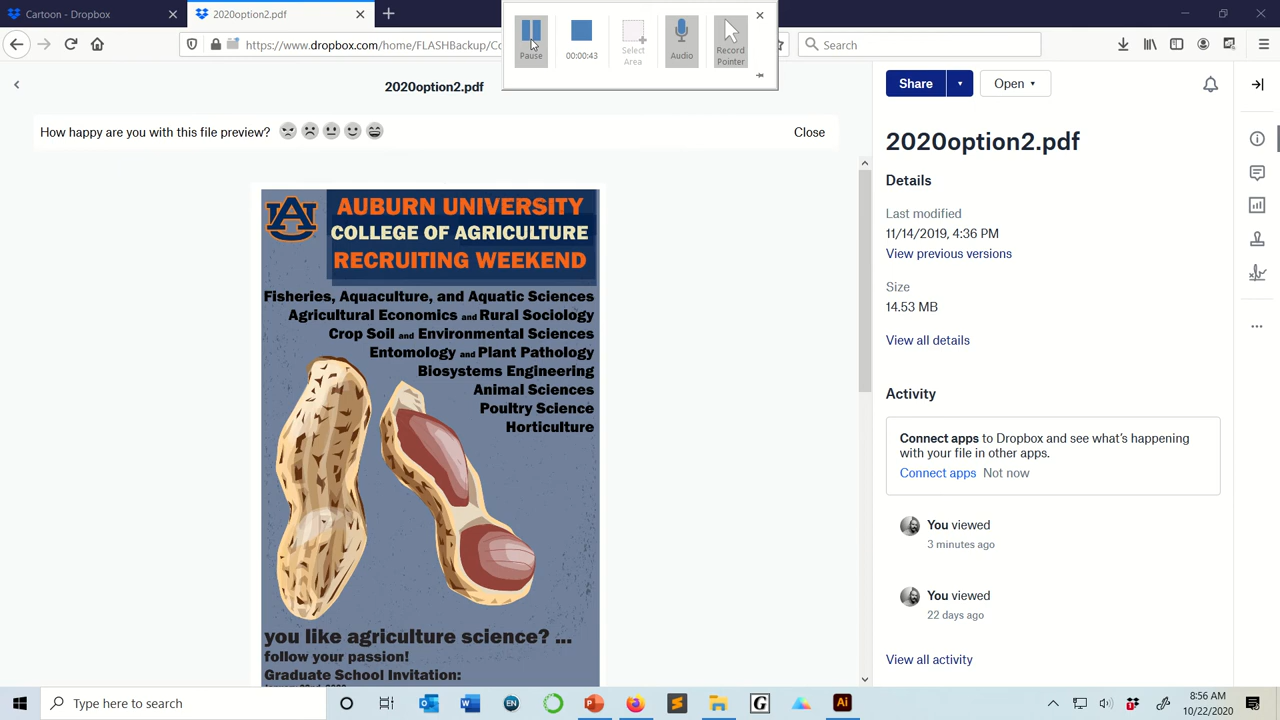 Cartoon - Dropbox
2020option2.pdf
https://www.dropbox.com/home/FLASHBackup/Co
Search
Pause
00:00:43
Select
Area
Audio
Record
Pointer
2020option2.pdf
How happy are you with this file preview?
Close
AU
AUBURN UNIVERSITY
COLLEGE OF AGRICULTURE
RECRUITING WEEKEND
Fisheries, Aquaculture, and Aquatic Sciences
Agricultural Economics and Rural Sociology
Crop Soil and Environmental Sciences
Entomology and Plant Pathology
Biosystems Engineering
Animal Sciences
Poultry Science
Horticulture
you like agriculture science? ...
follow your passion!
Graduate School Invitation:
Share
Open
2020option2.pdf
Details
Last modified
11/14/2019, 4:36 PM
View previous versions
Size
14.53 MB
View all details
Activity
Connect apps to Dropbox and see what's happening
with your file in other apps.
Connect apps Not now
You viewed
3 minutes ago
You viewed
22 days ago
View all activity
Type here to search
EN
G
Ai
8:56 AM
10/22/2020